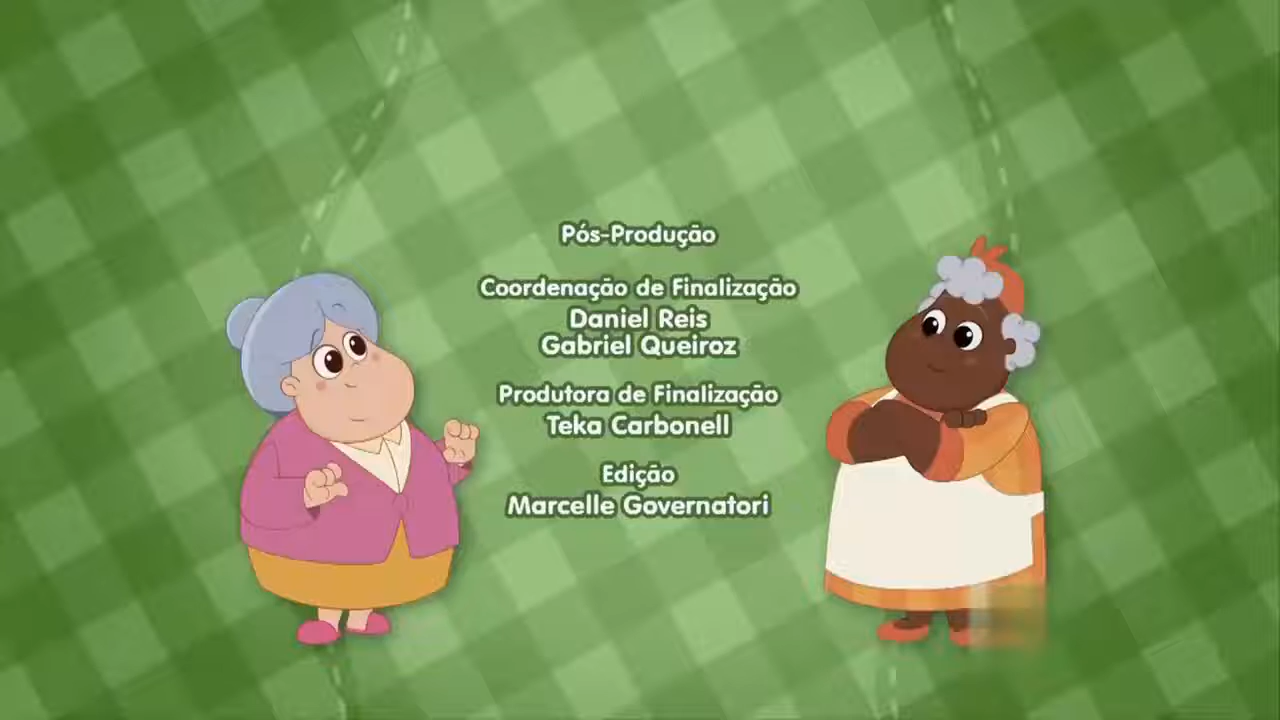 Pós-Produção
Coordenação de Finalização
Daniel Reis
Gabriel Queiroz
Produtora de Finalização
Teka Carbonell
Edição
Marcelle Governatori